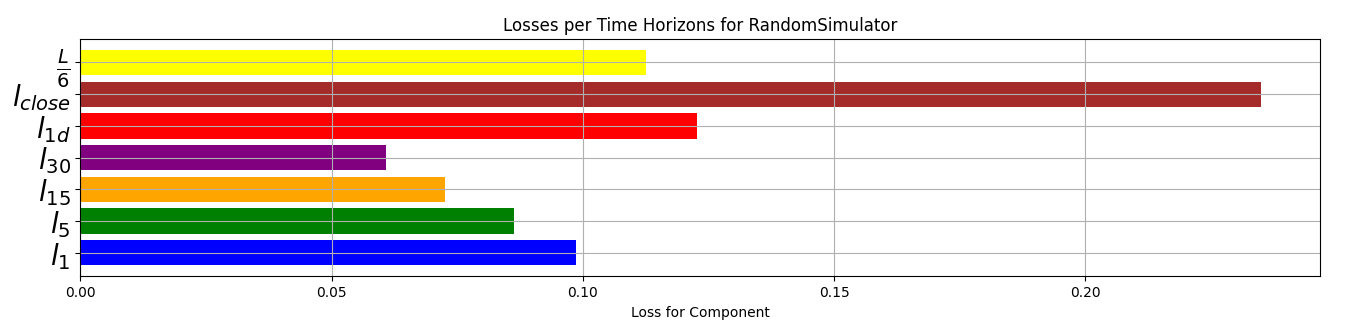 Losses per Time Horizons for RandomSimulator
L/6
l_close
l_1d
l_30
l_15
l_5
l_1
0.00 0.05 0.10 0.15 0.20
Loss for Component